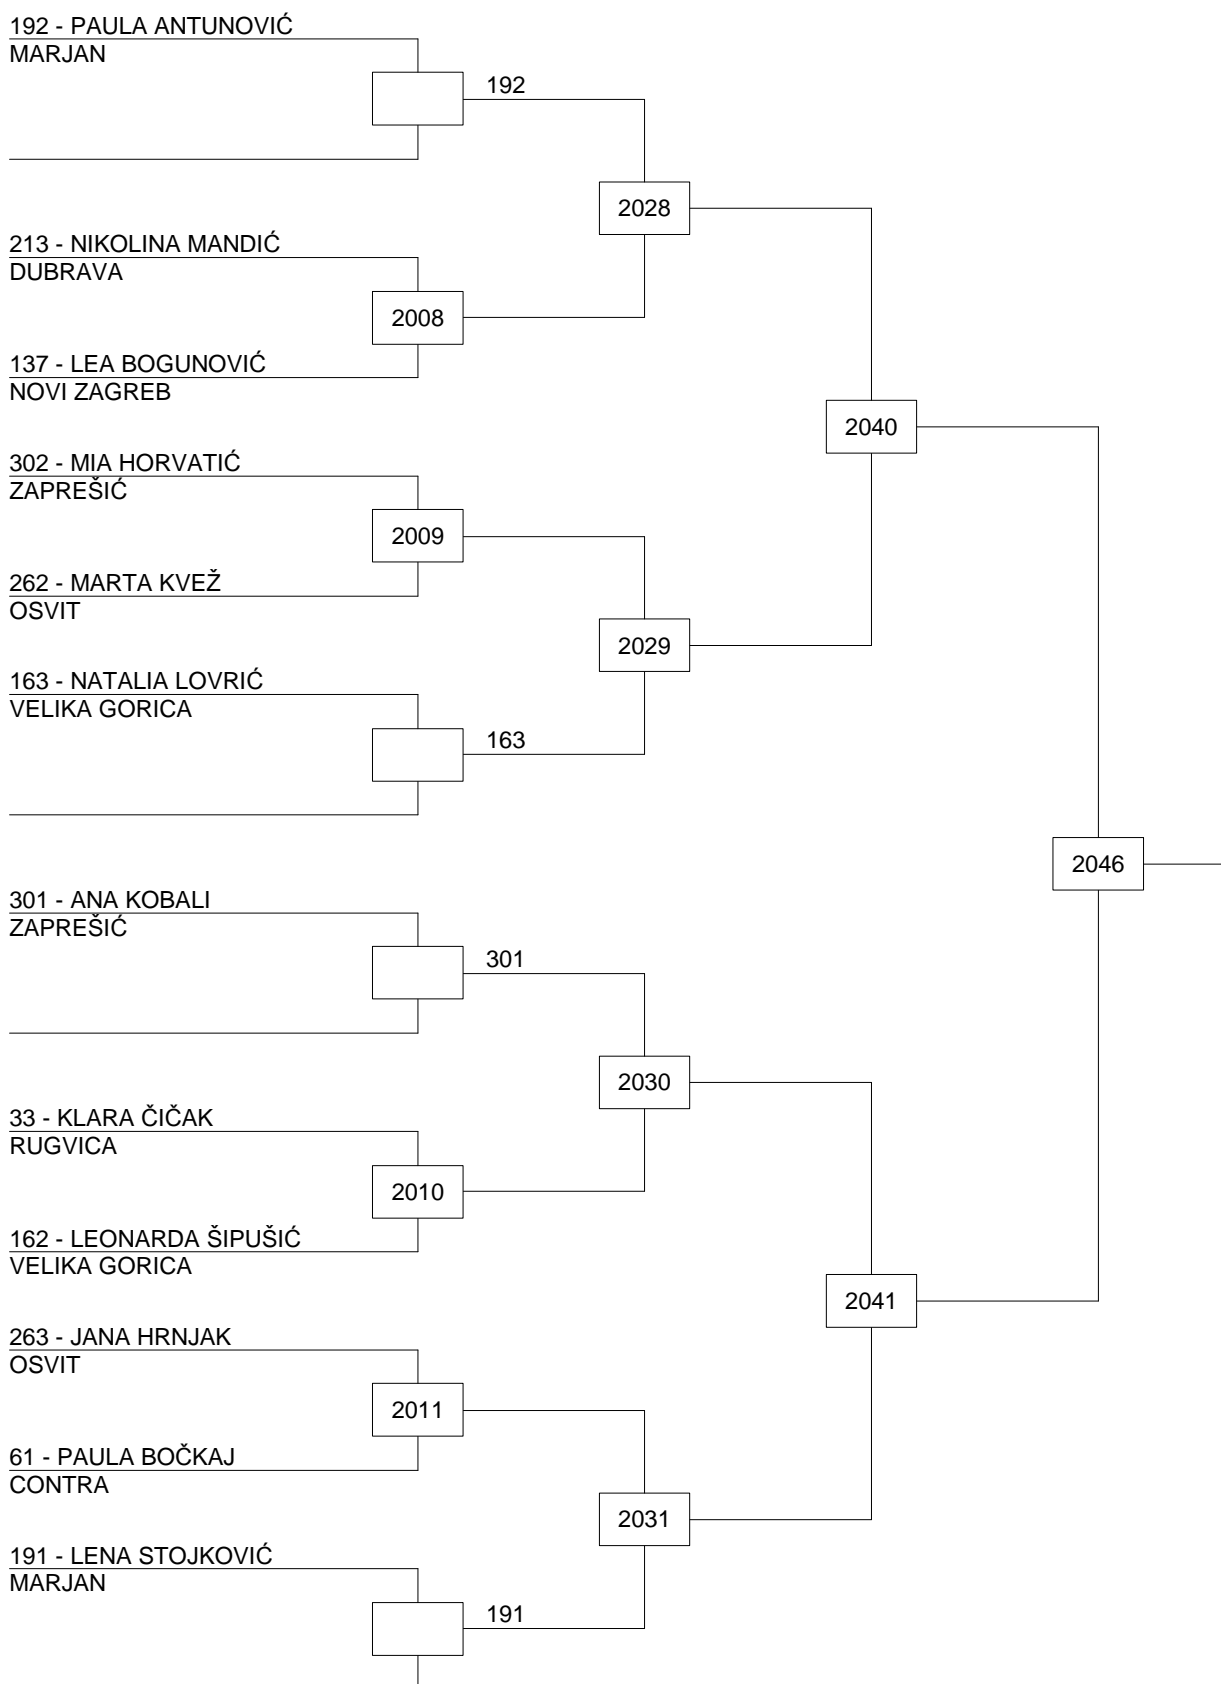 192 - PAULA ANTUNOVIĆ
MARJAN
192
2028
213 - NIKOLINA MANDIĆ
DUBRAVA
2008
137 - LEA BOGUNOVIĆ
NOVI ZAGREB
2040
302 - MIA HORVATIĆ
ZAPREŠIĆ
2009
262 - MARTA KVEŽ
OSVIT
2029
163 - NATALIA LOVRIĆ
VELIKA GORICA
163
2046
301 - ANA KOBALI
ZAPREŠIĆ
301
2030
33 - KLARA ČIČAK
RUGVICA
2010
162 - LEONARDA ŠIPUŠIĆ
VELIKA GORICA
2041
263 - JANA HRNJAK
OSVIT
2011
61 - PAULA BOČKAJ
CONTRA
2031
191 - LENA STOJKOVIĆ
MARJAN
191